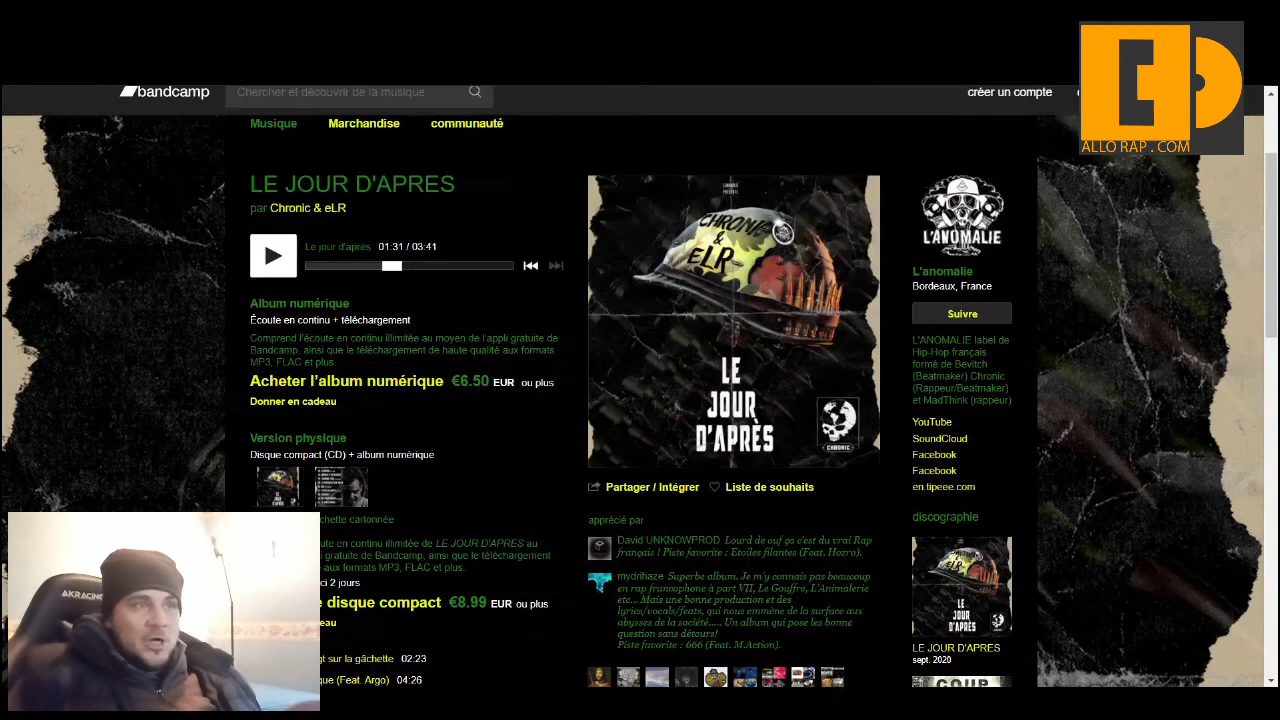 ALLO RAP . COM
bandcamp
Chercher et découvrir de la musique
créer un compte
Musique
Marchandise
communauté
LE JOUR D'APRES
par Chronic & eLR
Le jour d'après 01:31 / 03:41
Album numérique
Écoute en continu + téléchargement
Comprend l'écoute en continu illimitée au moyen de l'appli gratuite de
Bandcamp, ainsi que le téléchargement de haute qualité aux formats
MP3, FLAC et plus.
Acheter l'album numérique €6.50 EUR ou plus
Donner en cadeau
Version physique
Disque compact (CD) + album numérique
chette cartonnée
coute en continu illimitée de LE JOUR D'APRES au
gratuite de Bandcamp, ainsi que le téléchargement
aux formats MP3, FLAC et plus.
ci 2 jours
e disque compact €8.99 EUR ou plus
eau
gt sur la gâchette 02:23
que (Feat. Argo) 04:26
AKRACING
L'ANOMALIE
PRÉSENTE
CHRONIC
&
eLR
LE
JOUR
D'APRÈS
CHRONIC
Partager / Intégrer
Liste de souhaits
apprécié par
David UNKNOWPROD Lourd de ouf ça c'est du vrai Rap
français ! Piste favorite : Etoiles filantes (Feat. Hozro).
mydrihaze Superbe album. Je m'y connais pas beaucoup
en rap francophone à part VII, Le Gouffre, L'Animalerie
etc... Mais une bonne production et des
lyrics/vocals/feats, qui nous emmène de la surface aux
abysses de la société..... Un album qui pose les bonne
question sans détours!
Piste favorite : 666 (Feat. M.Action).
L'ANOMALIE
L'anomalie
Bordeaux, France
Suivre
L'ANOMALIE label de
Hip-Hop français
formé de Bevitch
(Beatmaker) Chronic
(Rappeur/Beatmaker)
et MadThink (rappeur)
YouTube
SoundCloud
Facebook
Facebook
en.tipeee.com
discographie
CHRONIC
&
eLR
LE
JOUR
D'APRÈS
LE JOUR D'APRES
sept. 2020
COUP